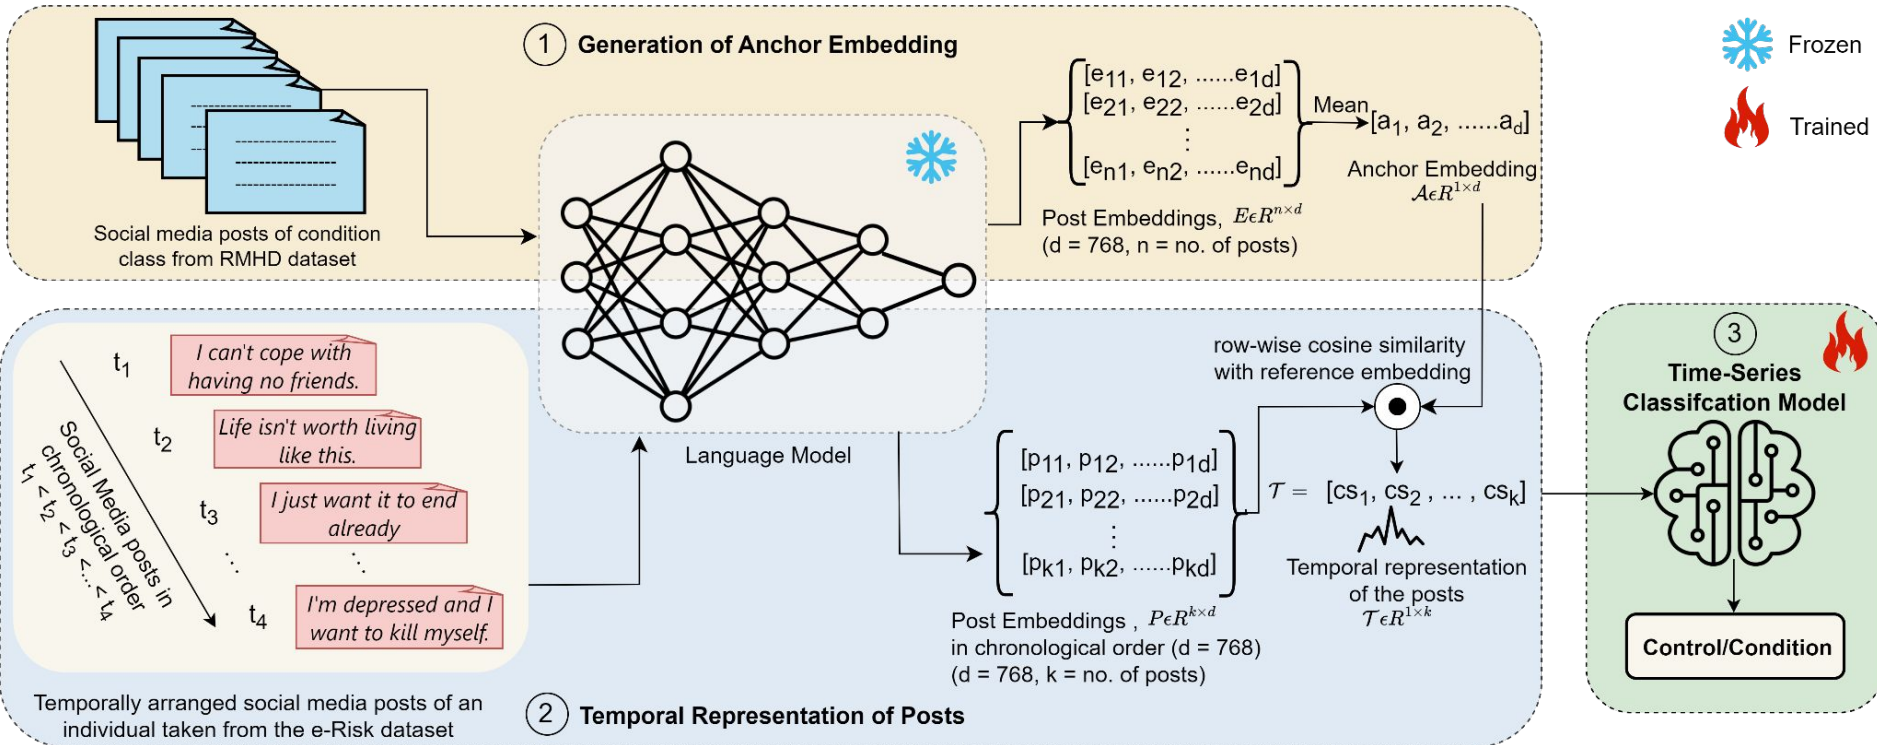 1 Generation of Anchor Embedding
Frozen
Trained
Social media posts of condition
class from RMHD dataset
[e11, e12, ......e1d]
[e21, e22, ......e2d]
⋮
[en1, en2, ......end]
Mean
[a1, a2, ......ad]
Anchor Embedding
𝒜ϵR^{1×d}
Post Embeddings, EϵR^{n×d}
(d = 768, n = no. of posts)
Language Model
t1
I can't cope with
having no friends.
t2
Life isn't worth living
like this.
t3
I just want it to end
already
...
...
t4
I'm depressed and I
want to kill myself.
Social Media posts in
chronological order
t1 < t2 < t3 <... < t4
Temporally arranged social media posts of an
individual taken from the e-Risk dataset
2 Temporal Representation of Posts
[p11, p12, ......p1d]
[p21, p22, ......p2d]
⋮
[pk1, pk2, ......pkd]
Post Embeddings , PϵR^{k×d}
in chronological order (d = 768)
(d = 768, k = no. of posts)
row-wise cosine similarity
with reference embedding
𝒯 = [cs1, cs2 , ... , csk]
Temporal representation
of the posts
𝒯ϵR^{1×k}
3
Time-Series
Classifcation Model
Control/Condition